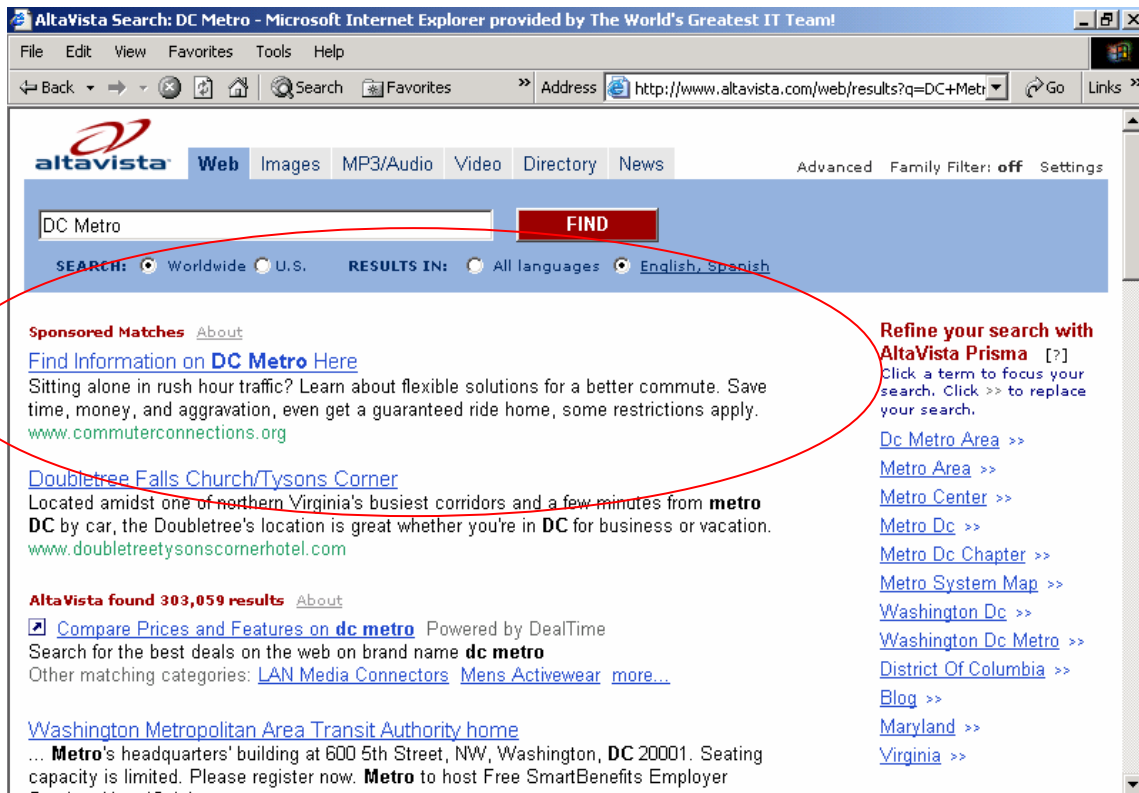 AltaVista Search: DC Metro - Microsoft Internet Explorer provided by The World's Greatest IT Team!
File Edit View Favorites Tools Help
Back Search Favorites » Address http://www.altavista.com/web/results?q=DC+Metr Go Links »
altavista Web Images MP3/Audio Video Directory News Advanced Family Filter: off Settings
DC Metro FIND
SEARCH: Worldwide U.S. RESULTS IN: All languages English, Spanish
Sponsored Matches About
Find Information on DC Metro Here
Sitting alone in rush hour traffic? Learn about flexible solutions for a better commute. Save
time, money, and aggravation, even get a guaranteed ride home, some restrictions apply.
www.commuterconnections.org
Doubletree Falls Church/Tysons Corner
Located amidst one of northern Virginia's busiest corridors and a few minutes from metro
DC by car, the Doubletree's location is great whether you're in DC for business or vacation.
www.doubletreetysonscornerhotel.com
AltaVista found 303,059 results About
Compare Prices and Features on dc metro Powered by DealTime
Search for the best deals on the web on brand name dc metro
Other matching categories: LAN Media Connectors Mens Activewear more...
Washington Metropolitan Area Transit Authority home
... Metro's headquarters' building at 600 5th Street, NW, Washington, DC 20001. Seating
capacity is limited. Please register now. Metro to host Free SmartBenefits Employer
Refine your search with
AltaVista Prisma [?]
Click a term to focus your
search. Click >> to replace
your search.
Dc Metro Area >>
Metro Area >>
Metro Center >>
Metro Dc >>
Metro Dc Chapter >>
Metro System Map >>
Washington Dc >>
Washington Dc Metro >>
District Of Columbia >>
Blog >>
Maryland >>
Virginia >>